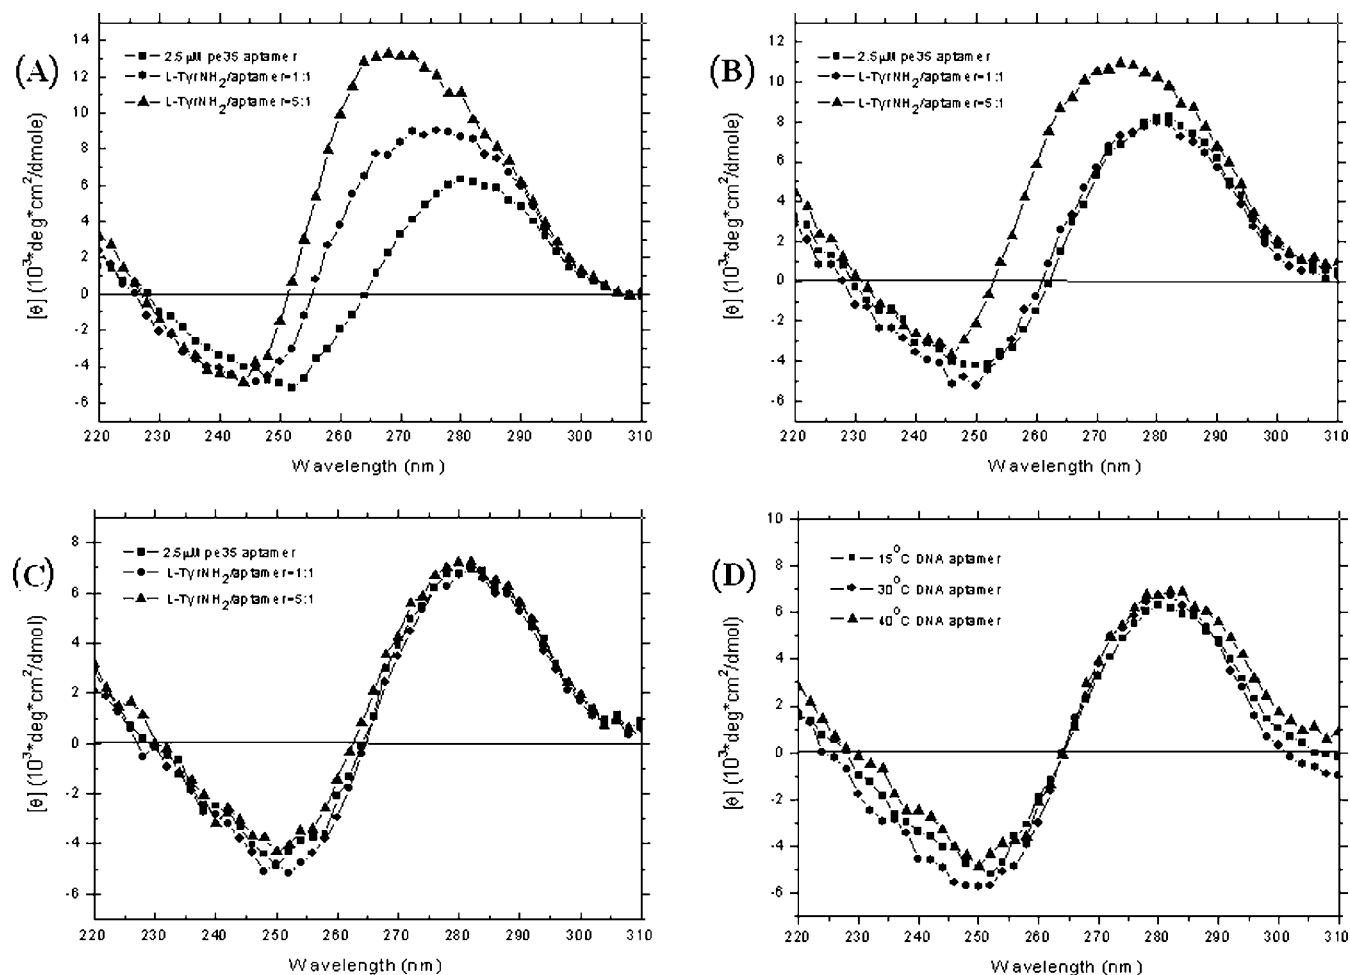 (A)
2.5μM pe35 aptamer
L-TyrNH2/aptamer=1:1
L-TyrNH2/aptamer=5:1
14
12
10
8
6
4
2
0
-2
-4
-6
[θ] (10³*deg*cm²/dmole)
220 230 240 250 260 270 280 290 300 310
Wavelength (nm)
(B)
2.5μM pe35 aptamer
L-TyrNH2/aptamer=1:1
L-TyrNH2/aptamer=5:1
12
10
8
6
4
2
0
-2
-4
-6
[θ] (10³*deg*cm²/dmole)
220 230 240 250 260 270 280 290 300 310
Wavelength (nm)
(C)
2.5μM pe35 aptamer
L-TyrNH2/aptamer=1:1
L-TyrNH2/aptamer=5:1
8
6
4
2
0
-2
-4
-6
[θ] (10³*deg*cm²/dmol)
220 230 240 250 260 270 280 290 300 310
Wavelength (nm)
(D)
15°C DNA aptamer
30°C DNA aptamer
40°C DNA aptamer
10
8
6
4
2
0
-2
-4
-6
[θ] (10³*deg*cm²/dmol)
220 230 240 250 260 270 280 290 300 310
Wavelength (nm)